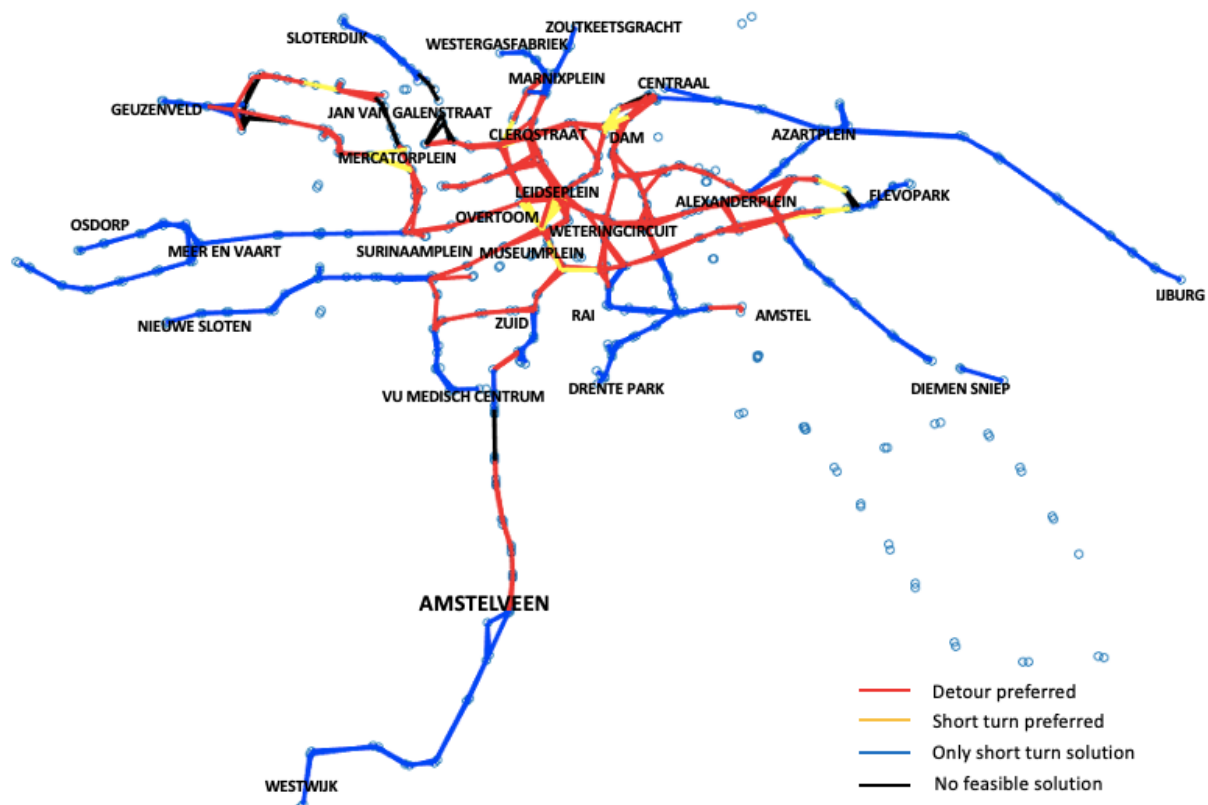 ZOUTKEETSGRACHT
SLOTERDIJK
WESTERGASFABRIEK
MARNIXPLEIN
CENTRAAL
GEUZENVELD
JAN VAN GALENSTRAAT
CLERQSTRAAT
DAM
AZARTPLEIN
MERCATORPLEIN
LEIDSEPLEIN
ALEXANDERPLEIN
FLEVOPARK
OVERTOOM
OSDORP
WETERINGCIRCUIT
MEER EN VAART
SURINAAMPLEIN
MUSEUMPLEIN
IJBURG
NIEUWE SLOTEN
ZUID
RAI
AMSTEL
VU MEDISCH CENTRUM
DRENTE PARK
DIEMEN SNIEP
AMSTELVEEN
WESTWIJK
Detour preferred
Short turn preferred
Only short turn solution
No feasible solution